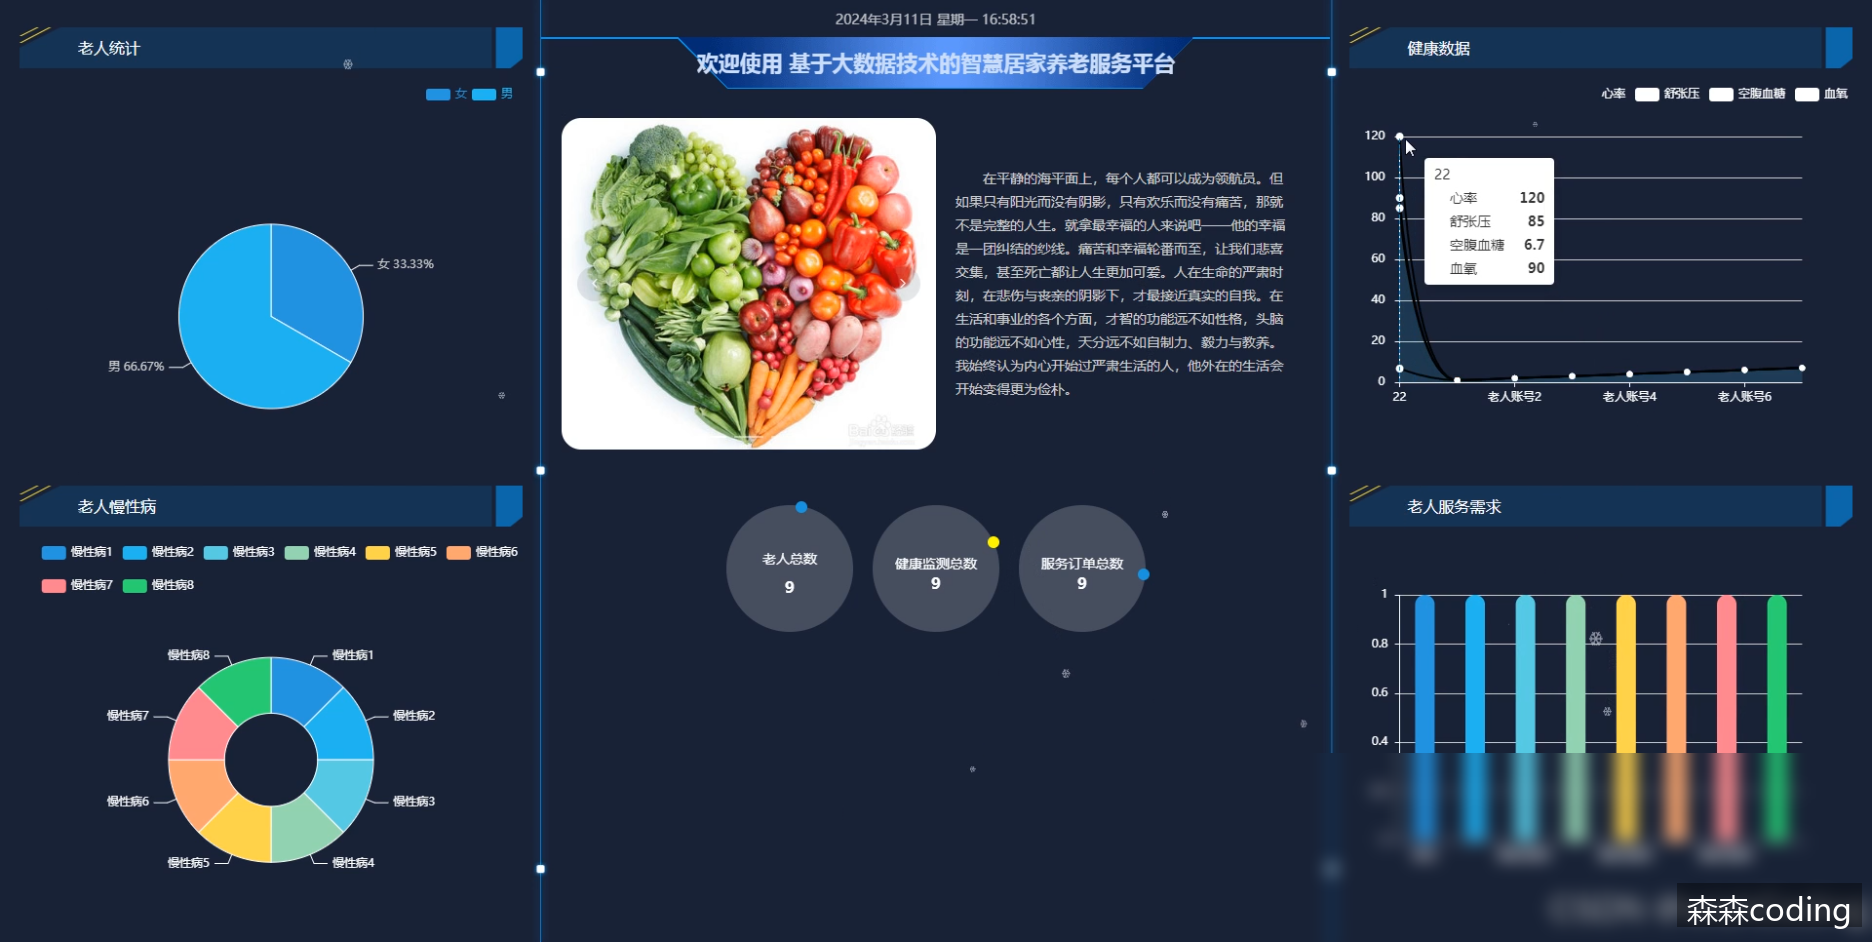 2024年3月11日 星期一 16:58:51
欢迎使用 基于大数据技术的智慧居家养老服务平台
老人统计
女 男
女 33.33%
男 66.67%
老人慢性病
慢性病1 慢性病2 慢性病3 慢性病4 慢性病5 慢性病6
慢性病7 慢性病8
慢性病8 慢性病1
慢性病7 慢性病2
慢性病6 慢性病3
慢性病5 慢性病4
在平静的海平面上，每个人都可以成为领航员。但
如果只有阳光而没有阴影，只有欢乐而没有痛苦，那就
不是完整的人生。就拿最幸福的人来说吧——他的幸福
是一团纠结的纱线。痛苦和幸福轮番而至，让我们悲喜
交集，甚至死亡都让人生更加可爱。人在生命的严肃时
刻，在悲伤与丧亲的阴影下，才最接近真实的自我。在
生活和事业的各个方面，才智的功能远不如性格，头脑
的功能远不如心性，天分远不如自制力、毅力与教养。
我始终认为内心开始过严肃生活的人，他外在的生活会
开始变得更为俭朴。
老人总数
9
健康监测总数
9
服务订单总数
9
健康数据
心率 舒张压 空腹血糖 血氧
120
100
80
60
40
20
0
22
心率 120
舒张压 85
空腹血糖 6.7
血氧 90
22 老人账号2 老人账号4 老人账号6
老人服务需求
1
0.8
0.6
0.4
森森coding